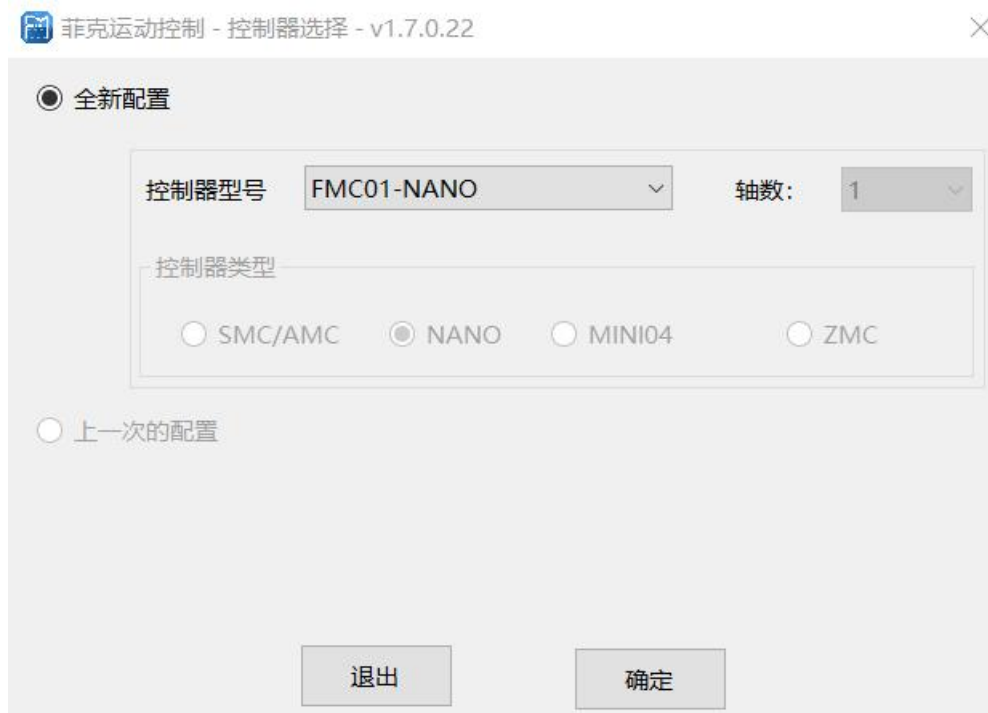 菲克运动控制 - 控制器选择 - v1.7.0.22
全新配置
控制器型号 FMC01-NANO 轴数： 1
控制器类型
SMC/AMC NANO MINI04 ZMC
上一次的配置
退出 确定